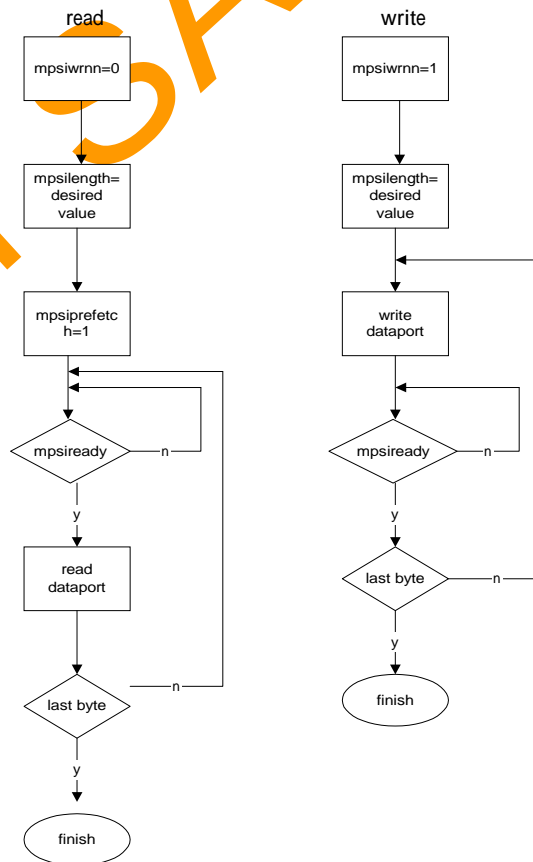 read
mpsiwrnn=0
mpsilength=
desired
value
mpsiprefetc
h=1
mpsiready
n
y
read
dataport
last byte
n
y
finish
write
mpsiwrnn=1
mpsilength=
desired
value
write
dataport
mpsiready
n
y
last byte
n
y
finish